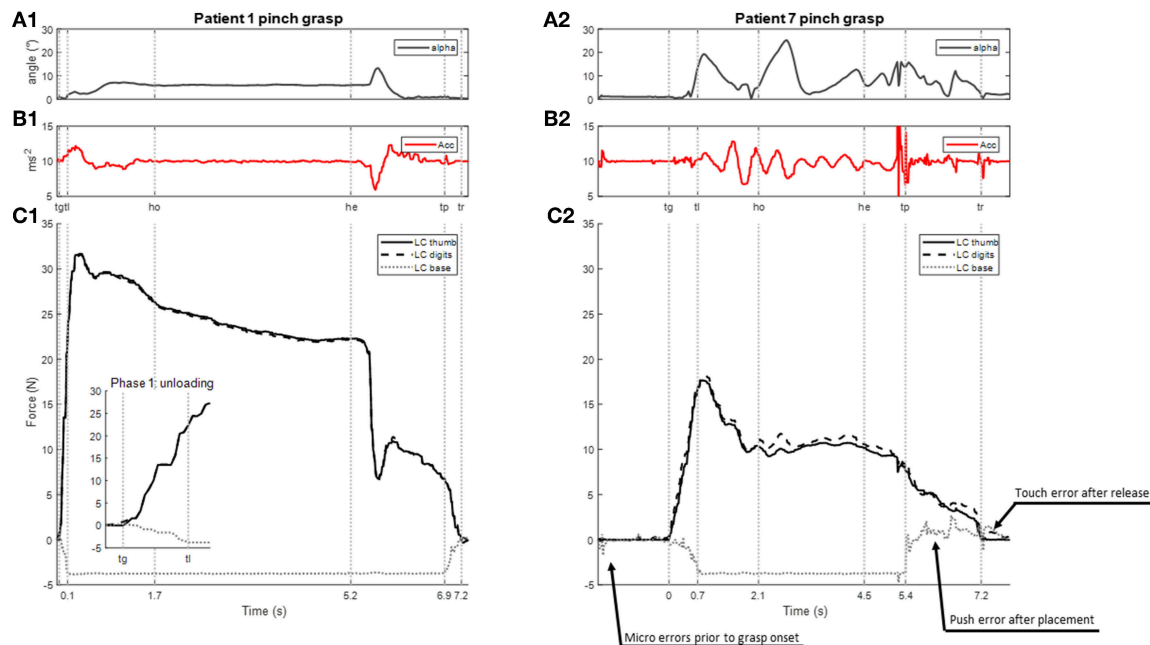 A1
Patient 1 pinch grasp
30
20
10
0
angle (°)
alpha
B1
15
10
5
ms-2
Acc
tg tl ho he tp tr
C1
35
30
25
20
15
10
5
0
-5
Force (N)
LC thumb
LC digits
LC base
Phase 1: unloading
30
25
20
15
10
5
0
-5
tg tl
0.1 1.7 5.2 6.9 7.2
Time (s)
A2
Patient 7 pinch grasp
30
20
10
0
alpha
B2
15
10
5
Acc
tg tl ho he tp tr
C2
35
30
25
20
15
10
5
0
-5
LC thumb
LC digits
LC base
Touch error after release
0 0.7 2.1 4.5 5.4 7.2
Time (s)
Push error after placement
Micro errors prior to grasp onset